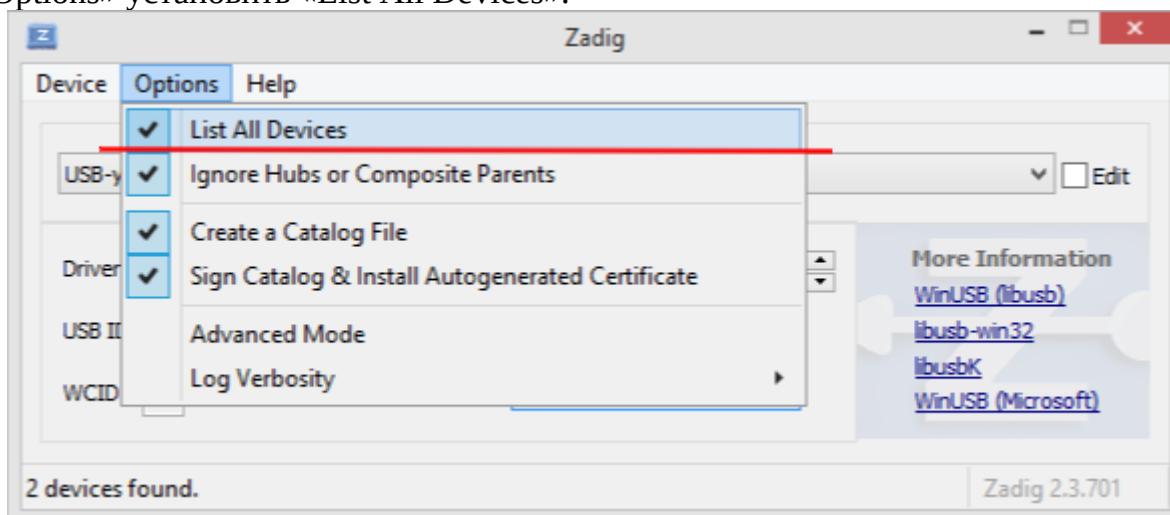 Options» установить «List All Devices».
Zadig
Device Options Help
List All Devices
USB-у
Ignore Hubs or Composite Parents
Edit
Create a Catalog File
Driver
Sign Catalog & Install Autogenerated Certificate
More Information
WinUSB (libusb)
USB ID
Advanced Mode
libusb-win32
WCID
Log Verbosity
libusbK
WinUSB (Microsoft)
2 devices found.
Zadig 2.3.701